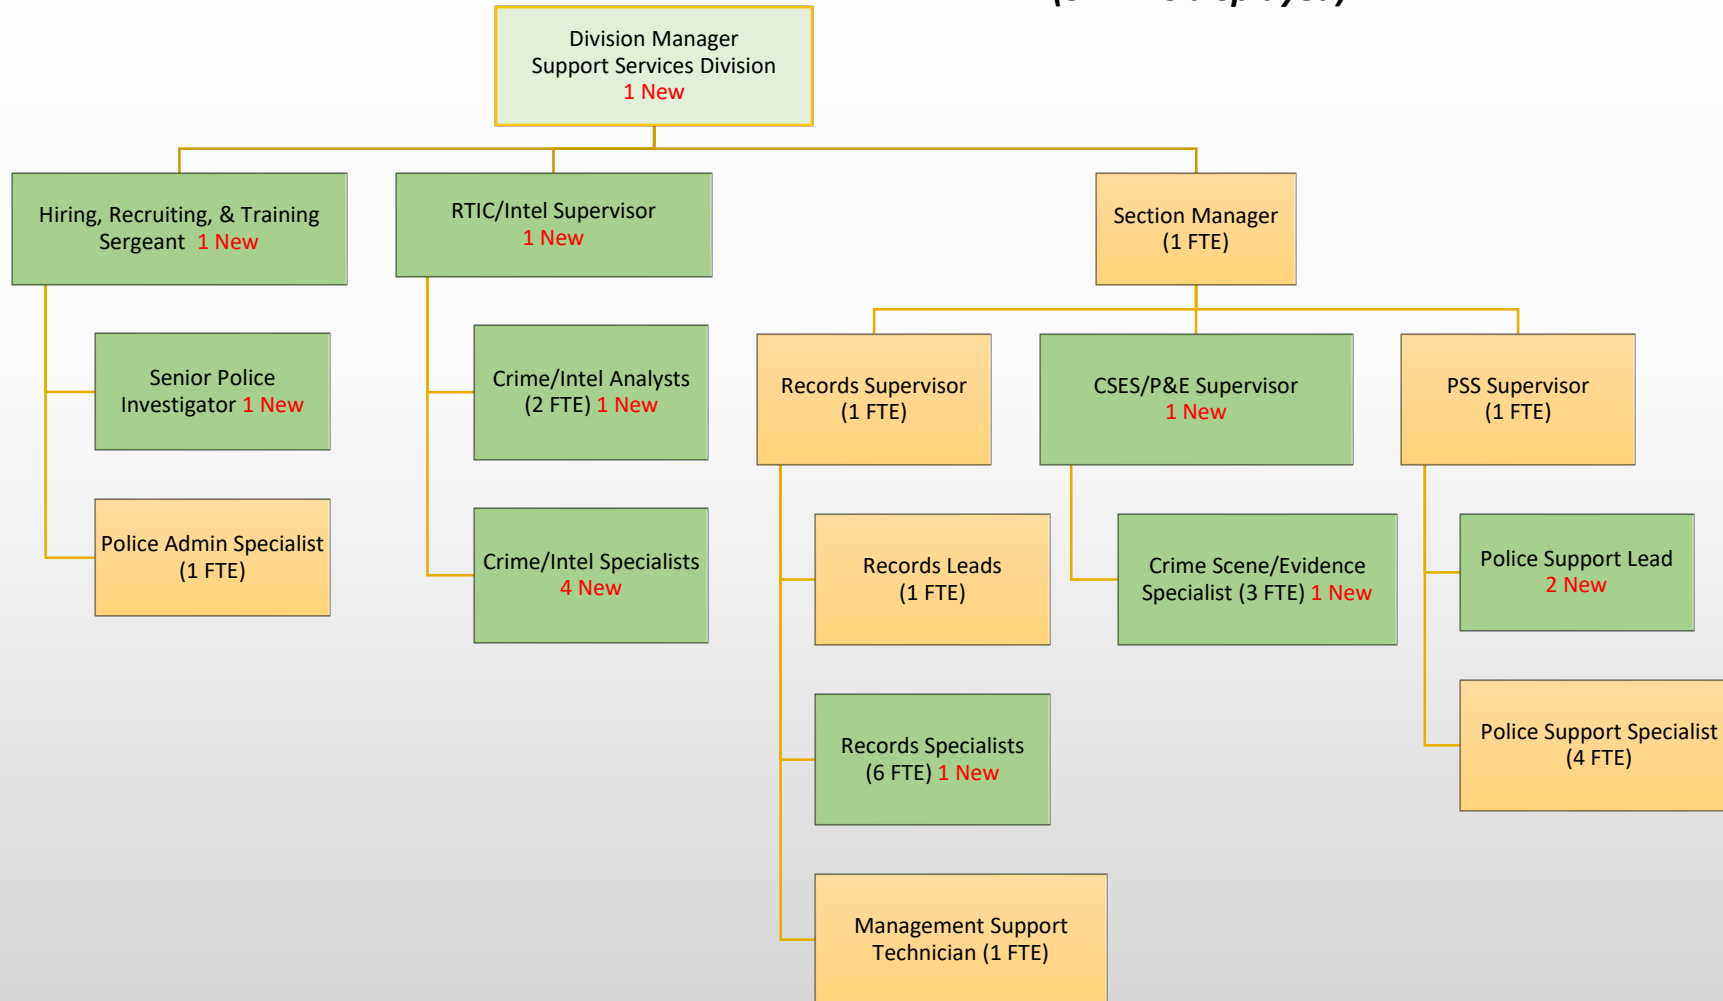 Division Manager
Support Services Division
1 New
Hiring, Recruiting, & Training
Sergeant 1 New
RTIC/Intel Supervisor
1 New
Section Manager
(1 FTE)
Senior Police
Investigator 1 New
Crime/Intel Analysts
(2 FTE) 1 New
Records Supervisor
(1 FTE)
CSES/P&E Supervisor
1 New
PSS Supervisor
(1 FTE)
Police Admin Specialist
(1 FTE)
Crime/Intel Specialists
4 New
Records Leads
(1 FTE)
Crime Scene/Evidence
Specialist (3 FTE) 1 New
Police Support Lead
2 New
Records Specialists
(6 FTE) 1 New
Police Support Specialist
(4 FTE)
Management Support
Technician (1 FTE)